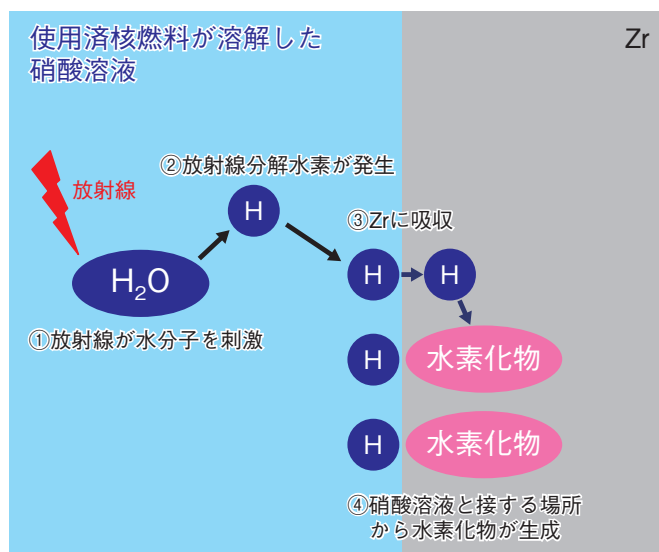 使用済核燃料が溶解した
硝酸溶液
Zr
②放射線分解水素が発生
放射線
H
③Zrに吸収
H₂O
H
H
①放射線が水分子を刺激
H
水素化物
H
水素化物
④硝酸溶液と接する場所
から水素化物が生成